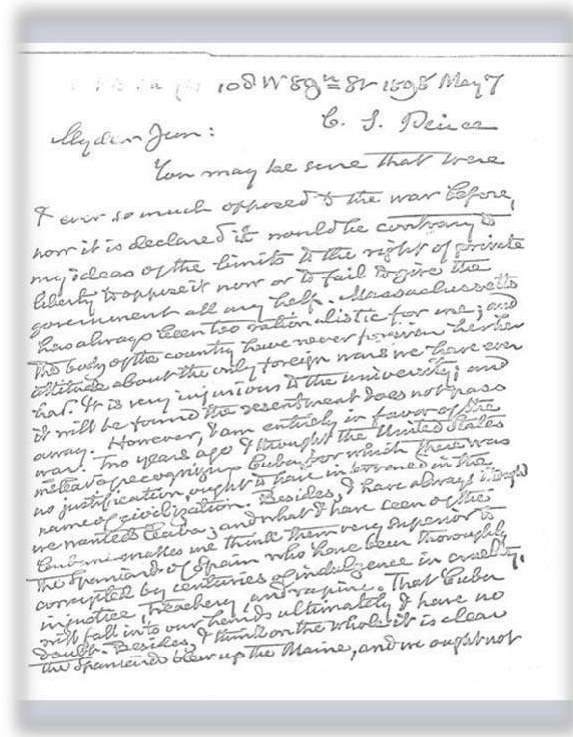 108 W 89th St 1898 May 7
C. S. Peirce
My dear Jem:
You may be sure that were
I ever so much opposed to the war before,
now it is declared it would be contrary to
my ideas of the limits to the right of private
liberty to oppose it now or to fail to give the
government all my help. Massachusetts
has always been too rationalistic for me; and
the body of the country have never forgiven her her
attitude about the only foreign wars we have ever
had. It is very injurious to the university; and
it will be found the resentment does not pass
away. However, I am entirely in favor of the
war. Two years ago I thought the United States
instead of recognizing Cuba, for which there was
no justification, ought to have intervened in the
name of civilization. Besides, I have always thought
we wanted Cuba; and what I have seen of the
Cubans makes me think them very superior to
the Spaniards of Spain who have been thoroughly
corrupted by centuries of indulgence in cruelty,
injustice, treachery, and rapine. That Cuba
will fall into our hands ultimately I have no
doubt. Besides, I think on the whole it is clear
the Spaniards blew up the Maine, and we ought not